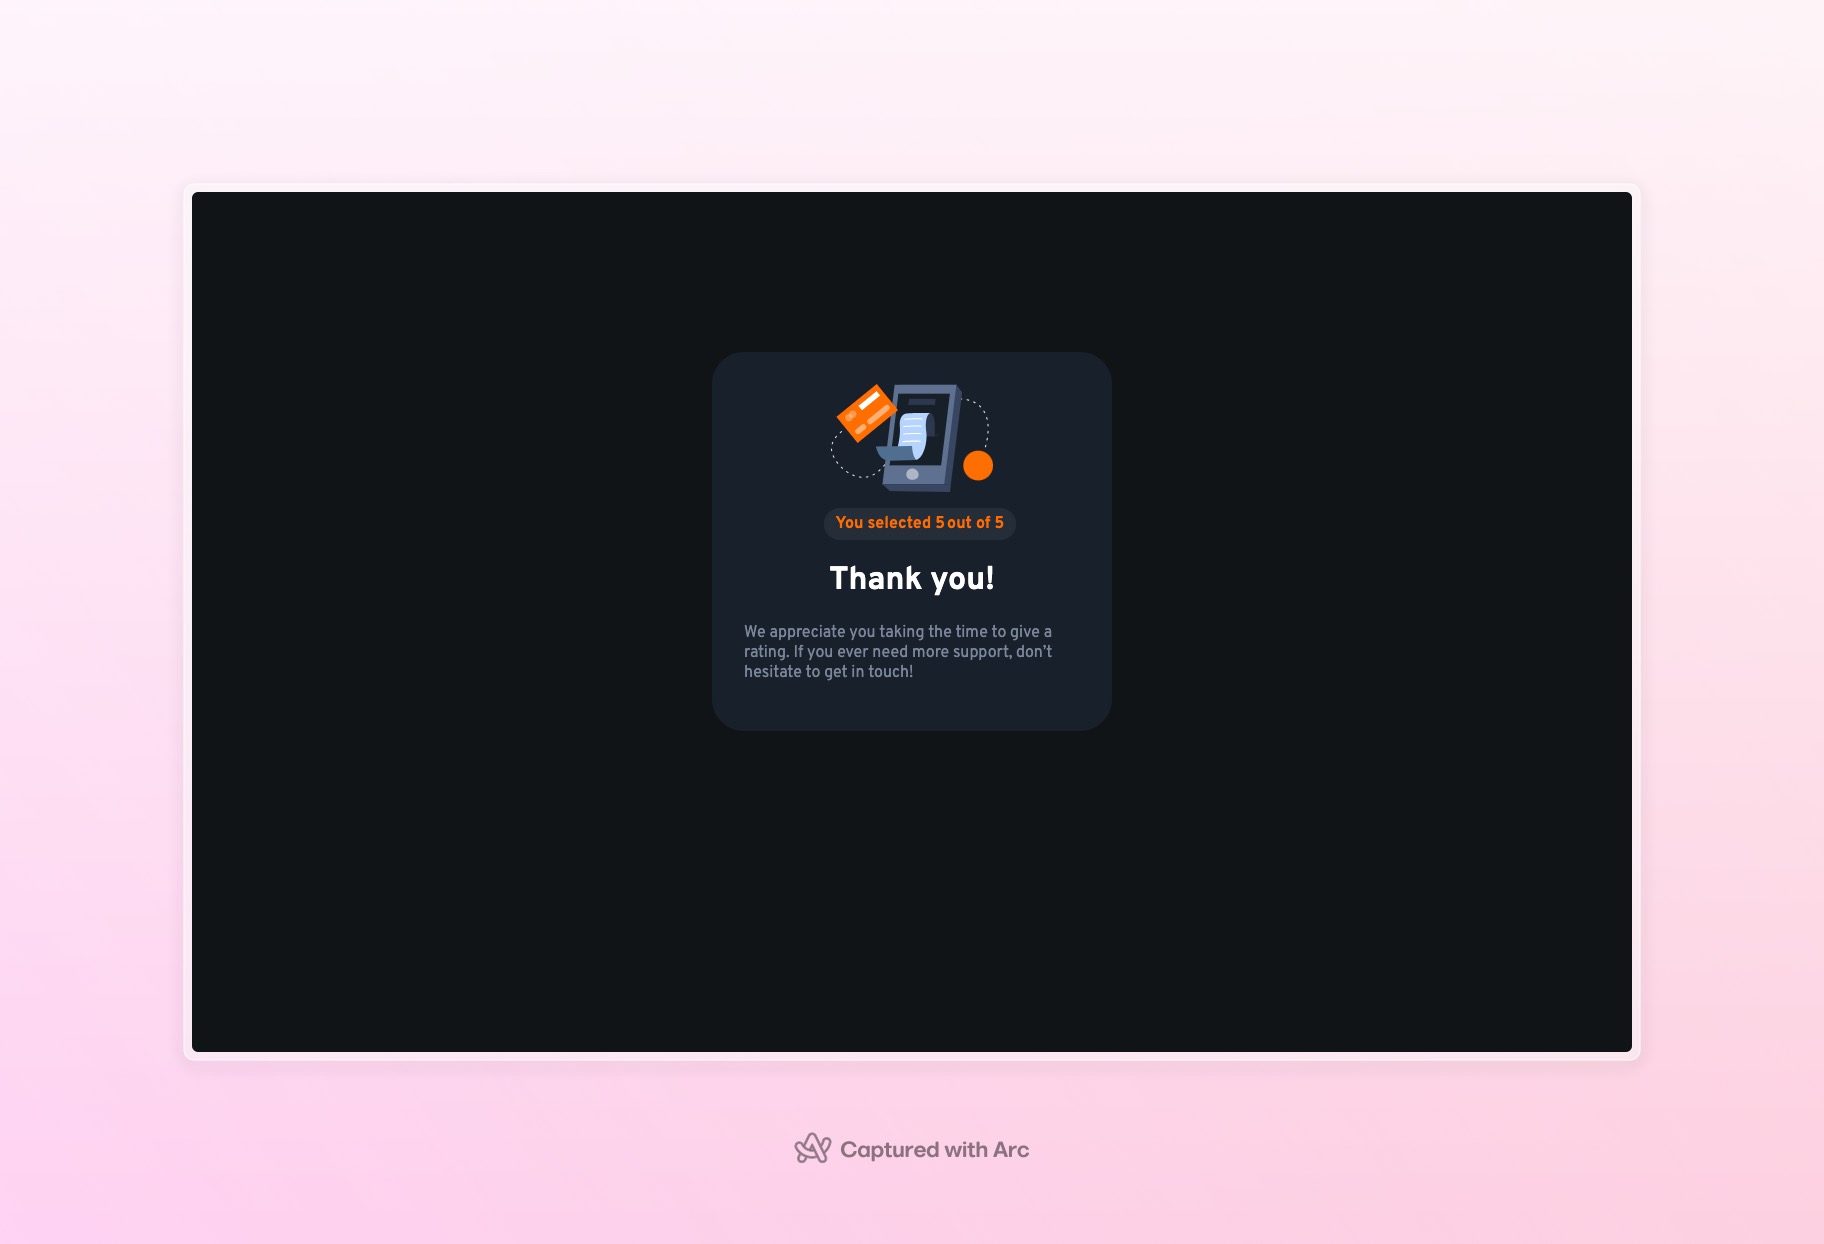 You selected 5 out of 5
Thank you!
We appreciate you taking the time to give a
rating. If you ever need more support, don’t
hesitate to get in touch!
Captured with Arc